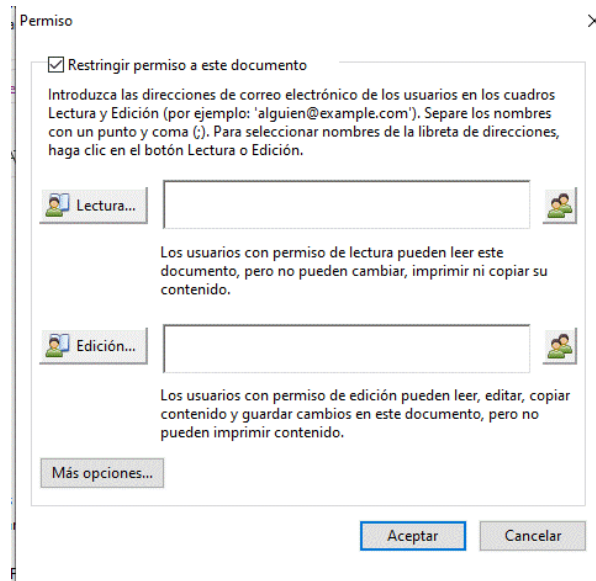 Permiso
Restringir permiso a este documento
Introduzca las direcciones de correo electrónico de los usuarios en los cuadros
Lectura y Edición (por ejemplo: 'alguien@example.com'). Separe los nombres
con un punto y coma (;). Para seleccionar nombres de la libreta de direcciones,
haga clic en el botón Lectura o Edición.
Lectura...
Los usuarios con permiso de lectura pueden leer este
documento, pero no pueden cambiar, imprimir ni copiar su
contenido.
Edición...
Los usuarios con permiso de edición pueden leer, editar, copiar
contenido y guardar cambios en este documento, pero no
pueden imprimir contenido.
Más opciones...
Aceptar
Cancelar